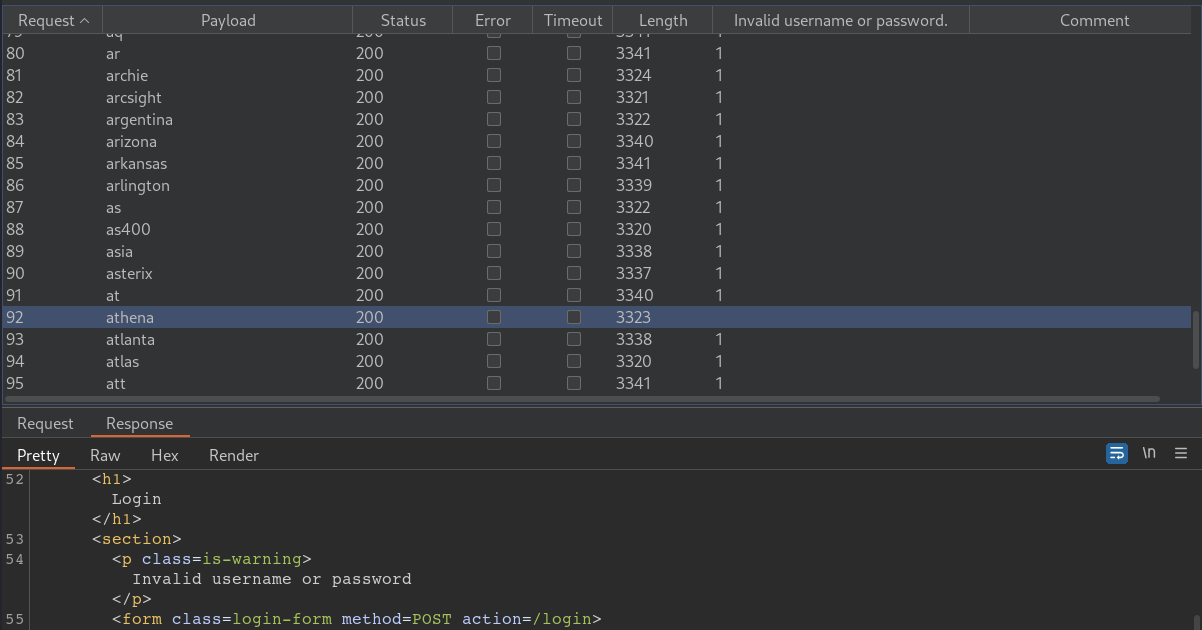 Request Payload Status Error Timeout Length Invalid username or password. Comment
80 ar 200 3341 1
81 archie 200 3324 1
82 arcsight 200 3321 1
83 argentina 200 3322 1
84 arizona 200 3340 1
85 arkansas 200 3341 1
86 arlington 200 3339 1
87 as 200 3322 1
88 as400 200 3320 1
89 asia 200 3338 1
90 asterix 200 3337 1
91 at 200 3340 1
92 athena 200 3323
93 atlanta 200 3338 1
94 atlas 200 3320 1
95 att 200 3341 1
Request Response
Pretty Raw Hex Render \n
52 <h1>
Login
</h1>
53 <section>
54 <p class=is-warning>
Invalid username or password
</p>
55 <form class=login-form method=POST action=/login>